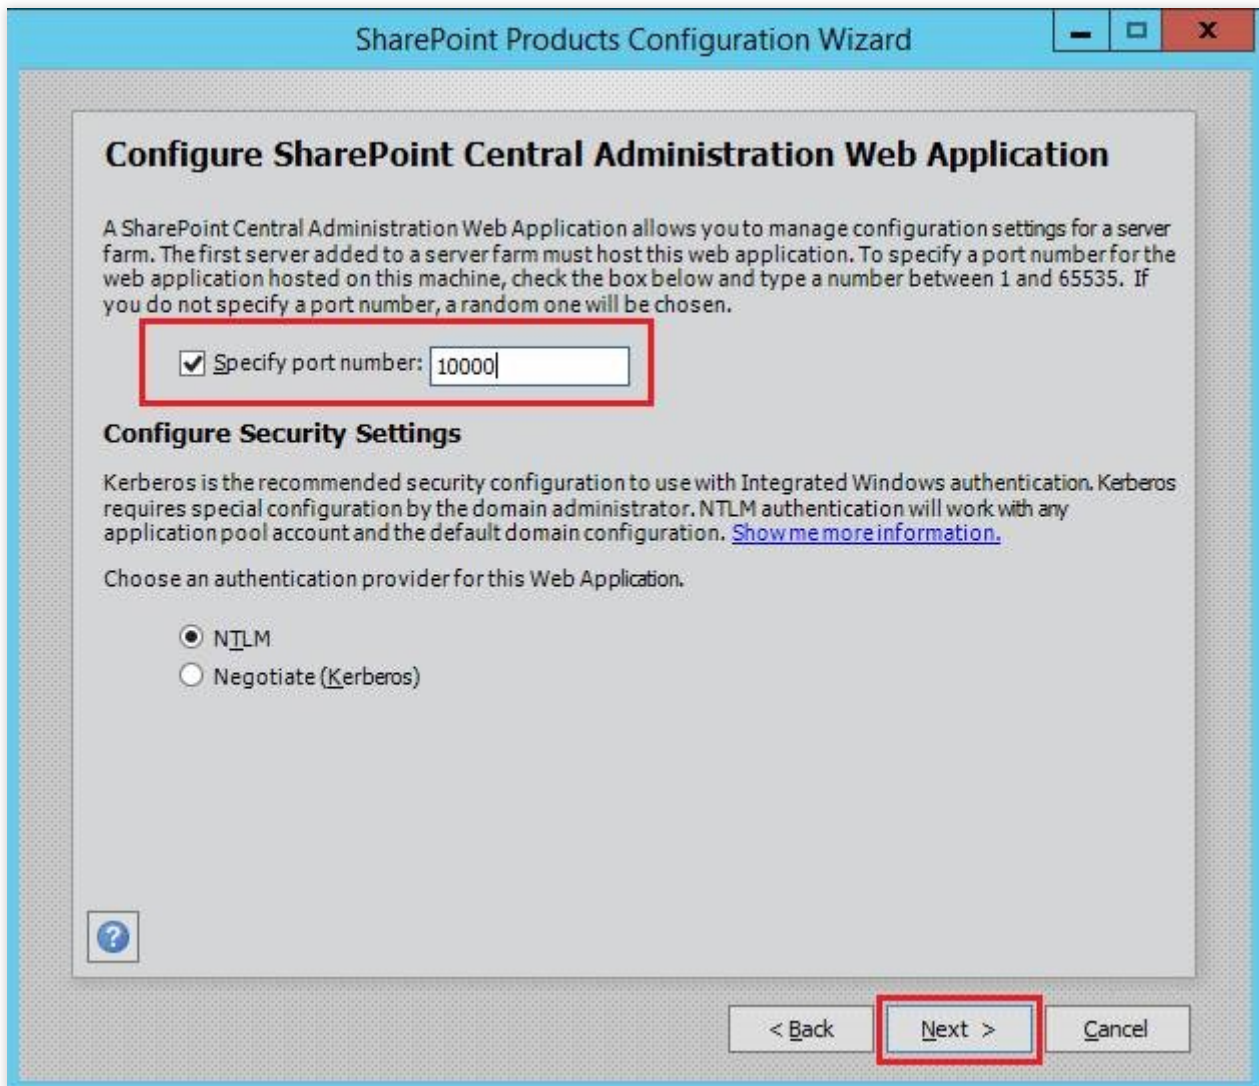 SharePoint Products Configuration Wizard
Configure SharePoint Central Administration Web Application
A SharePoint Central Administration Web Application allows you to manage configuration settings for a server
farm. The first server added to a server farm must host this web application. To specify a port number for the
web application hosted on this machine, check the box below and type a number between 1 and 65535. If
you do not specify a port number, a random one will be chosen.
Specify port number: 10000
Configure Security Settings
Kerberos is the recommended security configuration to use with Integrated Windows authentication. Kerberos
requires special configuration by the domain administrator. NTLM authentication will work with any
application pool account and the default domain configuration. Show me more information.
Choose an authentication provider for this Web Application.
NTLM
Negotiate (Kerberos)
< Back Next > Cancel